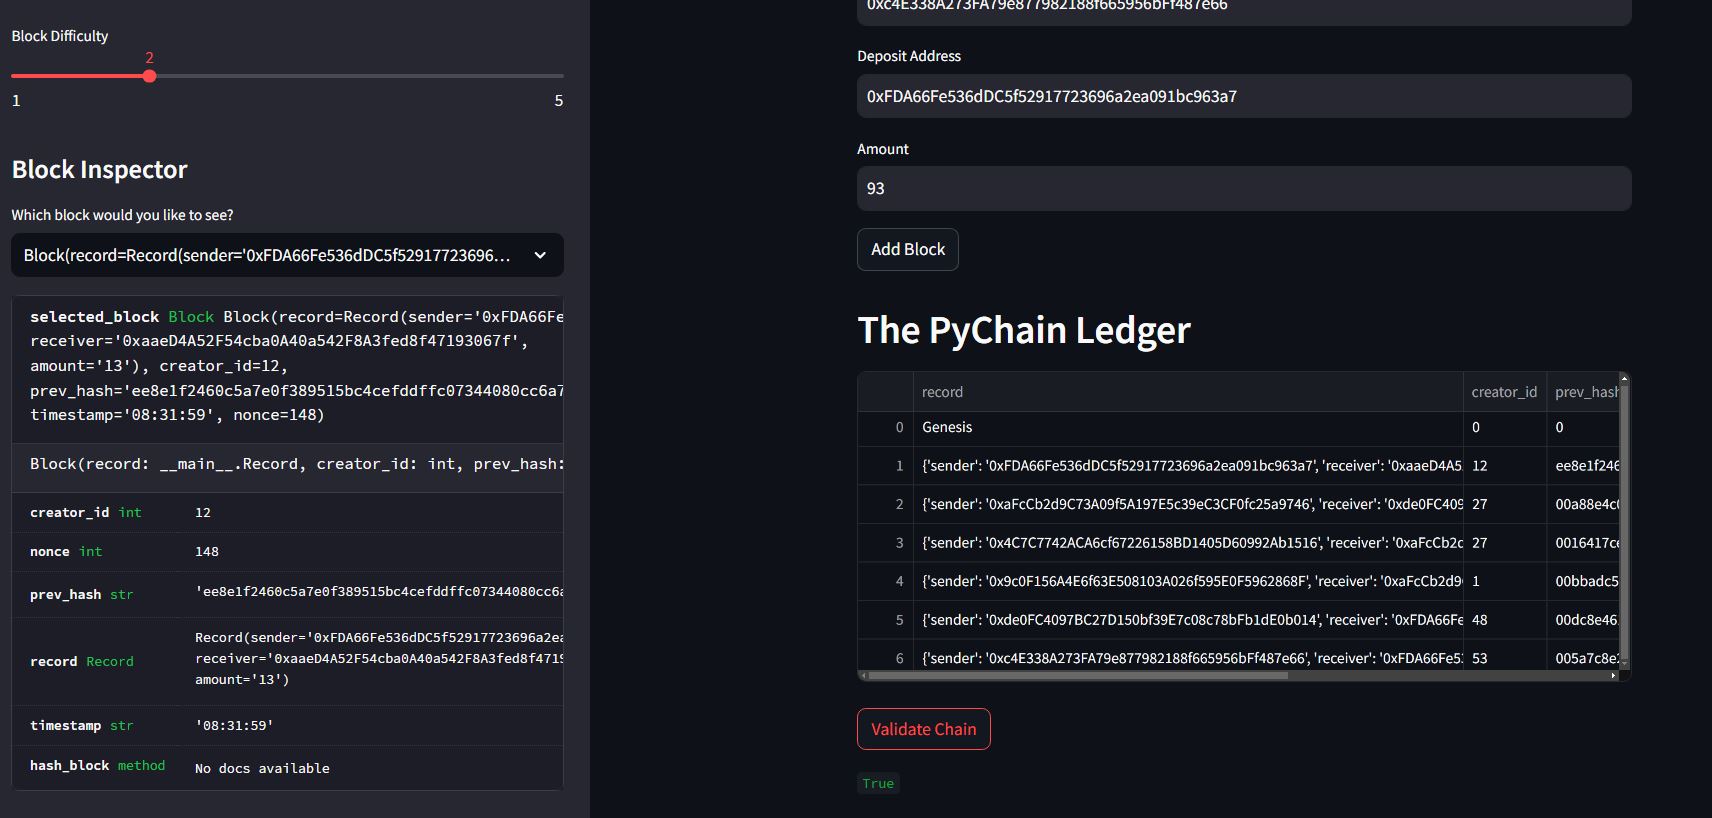 Block Difficulty
2
1
5
Block Inspector
Which block would you like to see?
Block(record=Record(sender='0xFDA66Fe536dDC5f52917723696...
selected_block Block Block(record=Record(sender='0xFDA66Fe
receiver='0xaaeD4A52F54cba0A40a542F8A3fed8f47193067f',
amount='13'), creator_id=12,
prev_hash='ee8e1f2460c5a7e0f389515bc4cefddffc07344080cc6a7
timestamp='08:31:59', nonce=148)
Block(record: __main__.Record, creator_id: int, prev_hash:
creator_id int 12
nonce int 148
prev_hash str 'ee8e1f2460c5a7e0f389515bc4cefddffc07344080cc6a
record Record Record(sender='0xFDA66Fe536dDC5f52917723696a2ea
receiver='0xaaeD4A52F54cba0A40a542F8A3fed8f4719
amount='13')
timestamp str '08:31:59'
hash_block method No docs available
0xc4E338A273FA79e877982188f665956bFf487e66
Deposit Address
0xFDA66Fe536dDC5f52917723696a2ea091bc963a7
Amount
93
Add Block
The PyChain Ledger
record creator_id prev_hash
0 Genesis 0 0
1 {'sender': '0xFDA66Fe536dDC5f52917723696a2ea091bc963a7', 'receiver': '0xaaeD4A5 12 ee8e1f246
2 {'sender': '0xaFcCb2d9C73A09f5A197E5c39eC3CF0fc25a9746', 'receiver': '0xde0FC409 27 00a88e4c0
3 {'sender': '0x4C7C7742ACA6cf67226158BD1405D60992Ab1516', 'receiver': '0xaFcCb2d 27 0016417ce
4 {'sender': '0x9c0F156A4E6f63E508103A026f595E0F5962868F', 'receiver': '0xaFcCb2d9 1 00bbadc5
5 {'sender': '0xde0FC4097BC27D150bf39E7c08c78bFb1dE0b014', 'receiver': '0xFDA66Fe 48 00dc8e46
6 {'sender': '0xc4E338A273FA79e877982188f665956bFf487e66', 'receiver': '0xFDA66Fe5 53 005a7c8e
Validate Chain
True